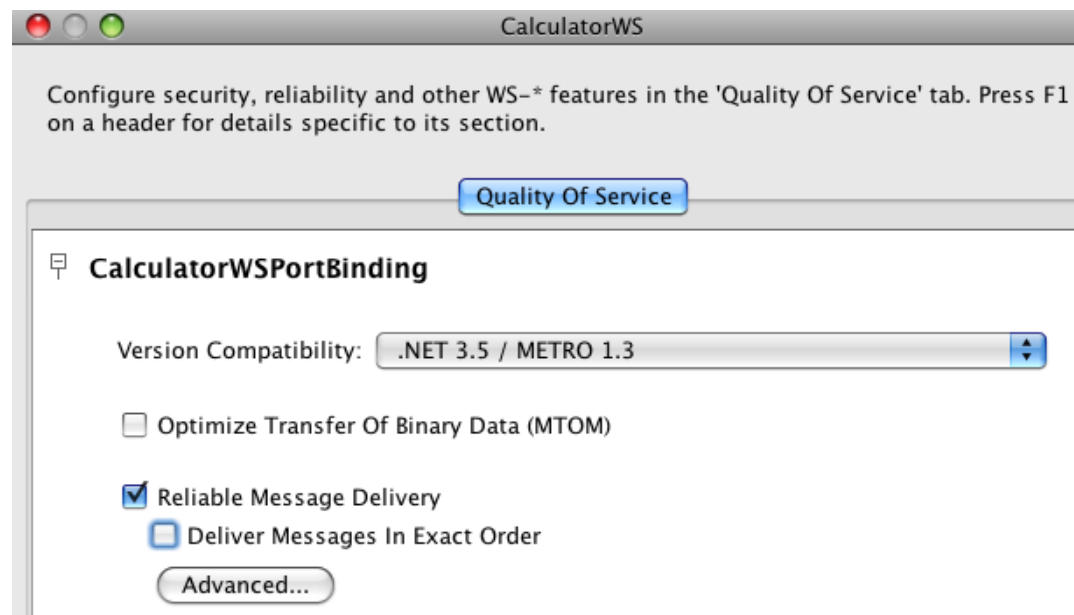 CalculatorWS
Configure security, reliability and other WS-* features in the 'Quality Of Service' tab. Press F1
on a header for details specific to its section.
Quality Of Service
CalculatorWSPortBinding
Version Compatibility: .NET 3.5 / METRO 1.3
Optimize Transfer Of Binary Data (MTOM)
Reliable Message Delivery
Deliver Messages In Exact Order
Advanced...